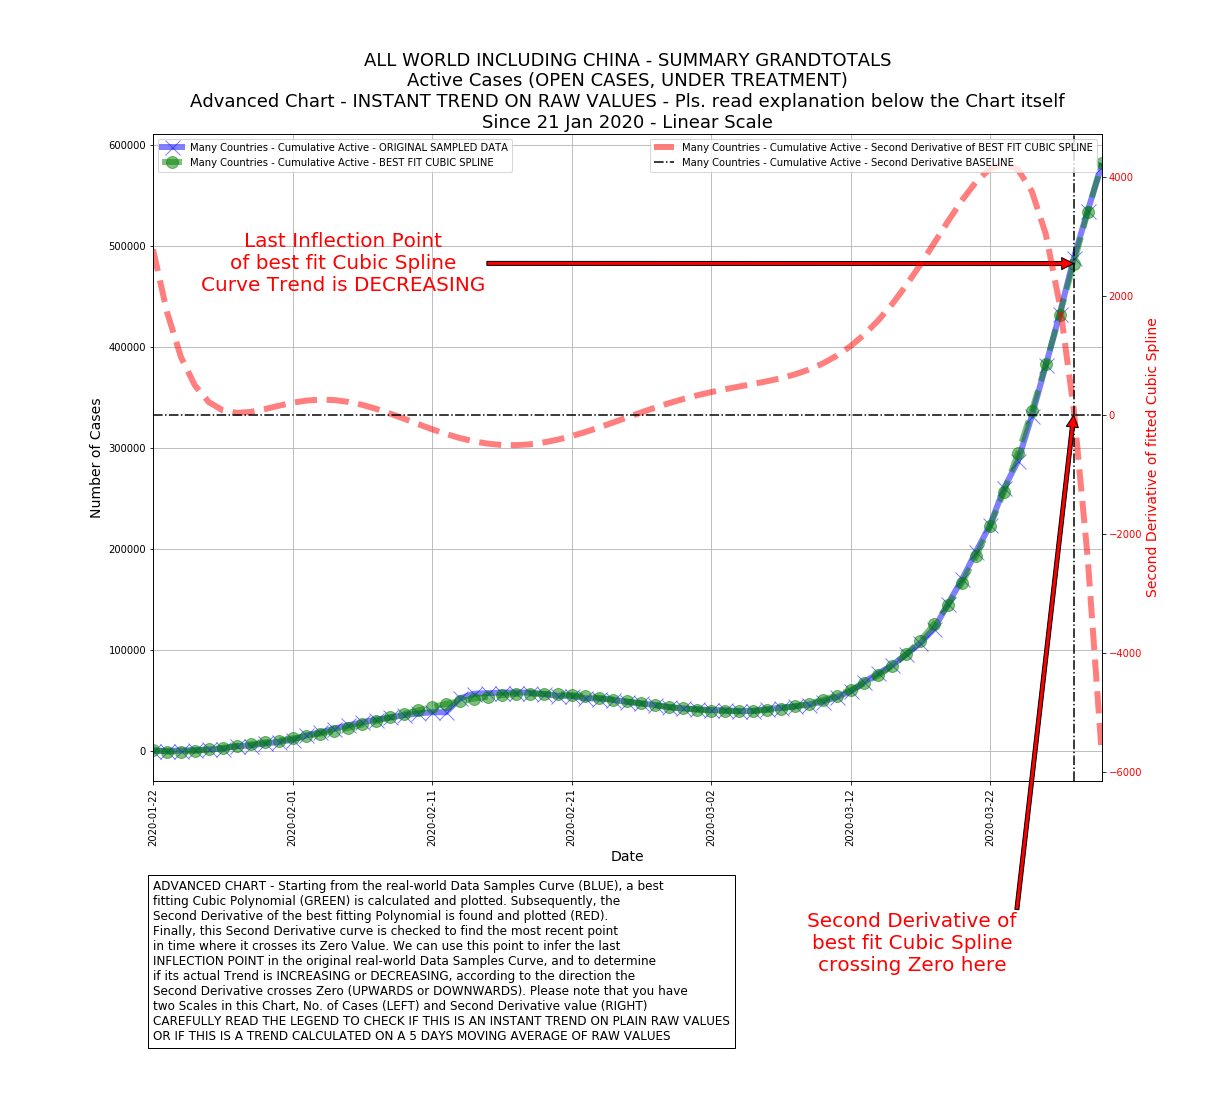 ALL WORLD INCLUDING CHINA - SUMMARY GRANDTOTALS
Active Cases (OPEN CASES, UNDER TREATMENT)
Advanced Chart - INSTANT TREND ON RAW VALUES - Pls. read explanation below the Chart itself
Since 21 Jan 2020 - Linear Scale
Many Countries - Cumulative Active - ORIGINAL SAMPLED DATA
Many Countries - Cumulative Active - BEST FIT CUBIC SPLINE
Many Countries - Cumulative Active - Second Derivative of BEST FIT CUBIC SPLINE
Many Countries - Cumulative Active - Second Derivative BASELINE
Last Inflection Point
of best fit Cubic Spline
Curve Trend is DECREASING
Number of Cases
600000
500000
400000
300000
200000
100000
0
Second Derivative of fitted Cubic Spline
4000
2000
0
−2000
−4000
−6000
2020-01-22
2020-02-01
2020-02-11
2020-02-21
2020-03-02
2020-03-12
2020-03-22
Date
ADVANCED CHART - Starting from the real-world Data Samples Curve (BLUE), a best
fitting Cubic Polynomial (GREEN) is calculated and plotted. Subsequently, the
Second Derivative of the best fitting Polynomial is found and plotted (RED).
Finally, this Second Derivative curve is checked to find the most recent point
in time where it crosses its Zero Value. We can use this point to infer the last
INFLECTION POINT in the original real-world Data Samples Curve, and to determine
if its actual Trend is INCREASING or DECREASING, according to the direction the
Second Derivative crosses Zero (UPWARDS or DOWNWARDS). Please note that you have
two Scales in this Chart, No. of Cases (LEFT) and Second Derivative value (RIGHT)
CAREFULLY READ THE LEGEND TO CHECK IF THIS IS AN INSTANT TREND ON PLAIN RAW VALUES
OR IF THIS IS A TREND CALCULATED ON A 5 DAYS MOVING AVERAGE OF RAW VALUES
Second Derivative of
best fit Cubic Spline
crossing Zero here